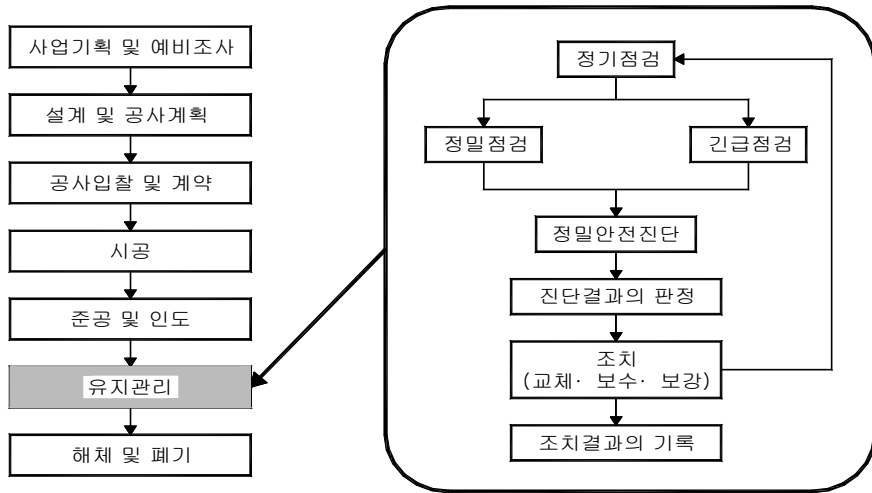 사업기획 및 예비조사
설계 및 공사계획
공사입찰 및 계약
시공
준공 및 인도
유지관리
해체 및 폐기
정기점검
정밀점검
긴급점검
정밀안전진단
진단결과의 판정
조치
(교체· 보수· 보강)
조치결과의 기록